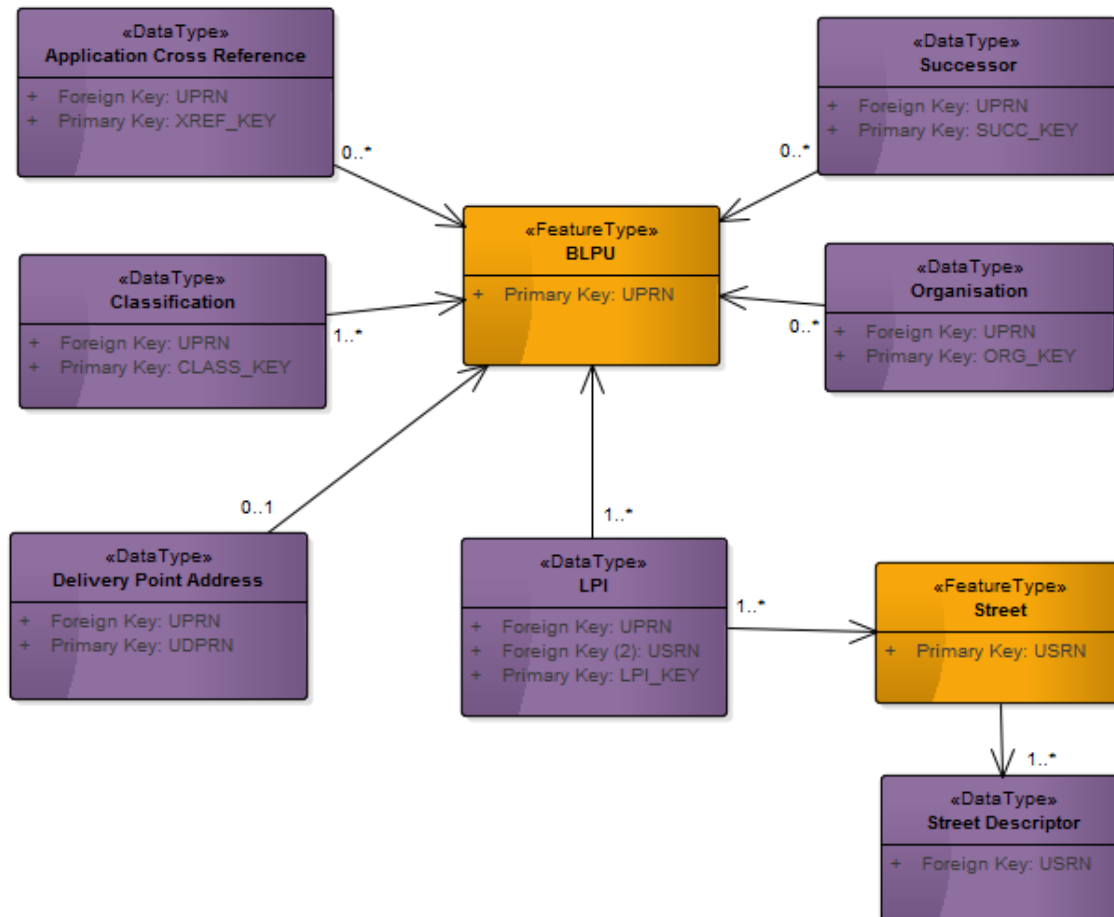 «DataType»
Application Cross Reference
+ Foreign Key: UPRN
+ Primary Key: XREF_KEY
0..*
«DataType»
Successor
+ Foreign Key: UPRN
+ Primary Key: SUCC_KEY
0..*
«FeatureType»
BLPU
+ Primary Key: UPRN
«DataType»
Classification
+ Foreign Key: UPRN
+ Primary Key: CLASS_KEY
1..*
«DataType»
Organisation
+ Foreign Key: UPRN
+ Primary Key: ORG_KEY
0..*
0..1
«DataType»
Delivery Point Address
+ Foreign Key: UPRN
+ Primary Key: UDPRN
1..*
«DataType»
LPI
+ Foreign Key: UPRN
+ Foreign Key (2): USRN
+ Primary Key: LPI_KEY
1..*
«FeatureType»
Street
+ Primary Key: USRN
1..*
«DataType»
Street Descriptor
+ Foreign Key: USRN